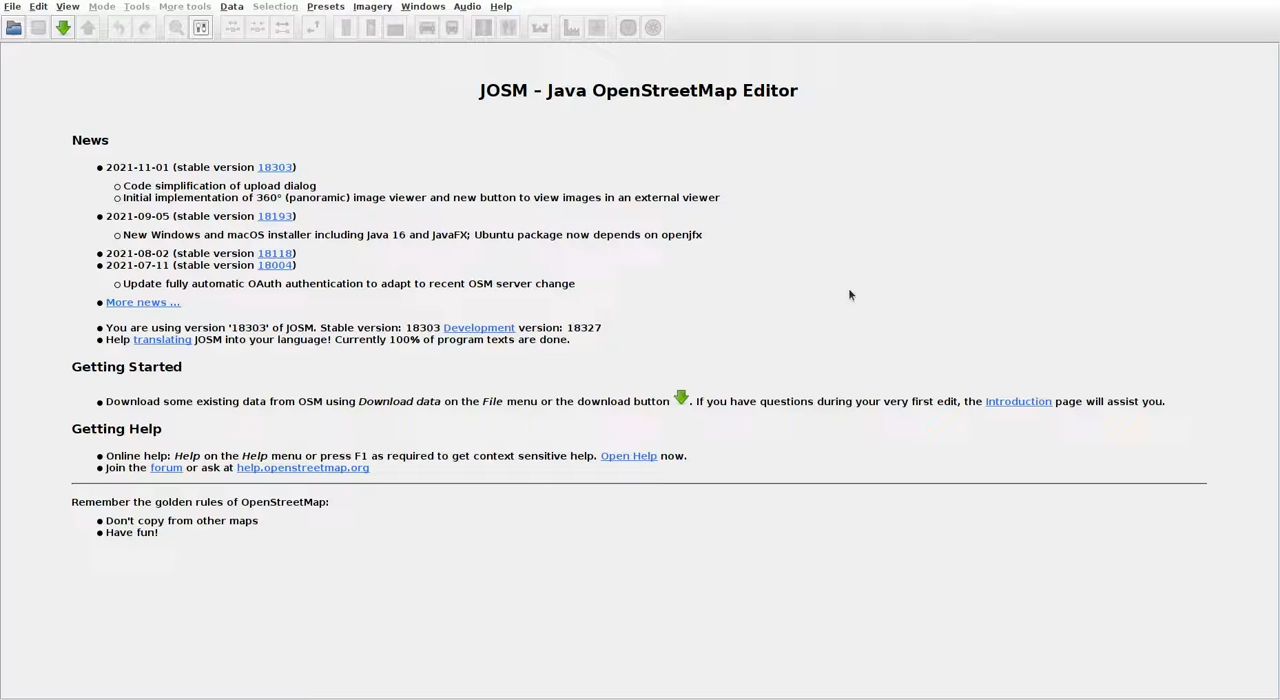 File Edit View Mode Tools More tools Data Selection Presets Imagery Windows Audio Help
JOSM – Java OpenStreetMap Editor
News
2021-11-01 (stable version 18303)
Code simplification of upload dialog
Initial implementation of 360° (panoramic) image viewer and new button to view images in an external viewer
2021-09-05 (stable version 18193)
New Windows and macOS installer including Java 16 and JavaFX; Ubuntu package now depends on openjfx
2021-08-02 (stable version 18118)
2021-07-11 (stable version 18004)
Update fully automatic OAuth authentication to adapt to recent OSM server change
More news ...
You are using version '18303' of JOSM. Stable version: 18303 Development version: 18327
Help translating JOSM into your language! Currently 100% of program texts are done.
Getting Started
Download some existing data from OSM using Download data on the File menu or the download button . If you have questions during your very first edit, the Introduction page will assist you.
Getting Help
Online help: Help on the Help menu or press F1 as required to get context sensitive help. Open Help now.
Join the forum or ask at help.openstreetmap.org
Remember the golden rules of OpenStreetMap:
Don't copy from other maps
Have fun!